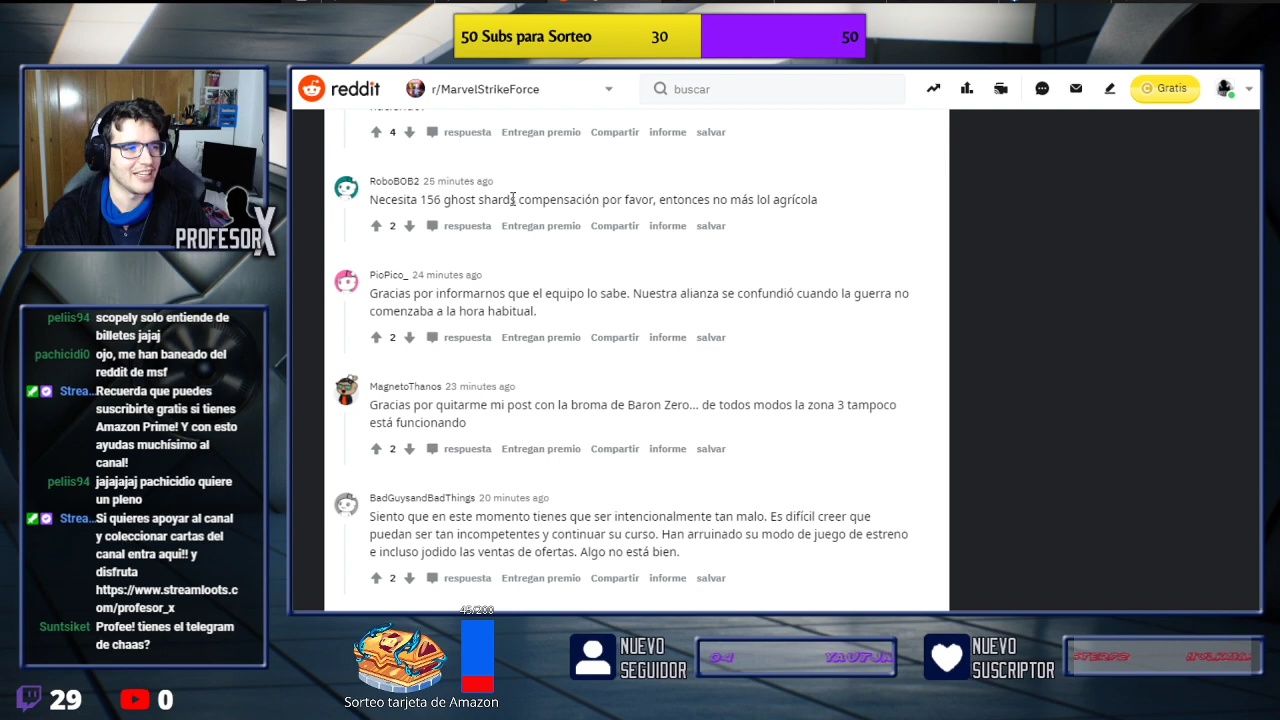 50 Subs para Sorteo 30 50
reddit r/MarvelStrikeForce buscar Gratis
4 respuesta Entregan premio Compartir informe salvar
RoboBOB2 25 minutes ago
Necesita 156 ghost shards compensación por favor, entonces no más lol agrícola
2 respuesta Entregan premio Compartir informe salvar
PioPico_ 24 minutes ago
Gracias por informarnos que el equipo lo sabe. Nuestra alianza se confundió cuando la guerra no
comenzaba a la hora habitual.
2 respuesta Entregan premio Compartir informe salvar
MagnetoThanos 23 minutes ago
Gracias por quitarme mi post con la broma de Baron Zero... de todos modos la zona 3 tampoco
está funcionando
2 respuesta Entregan premio Compartir informe salvar
BadGuysandBadThings 20 minutes ago
Siento que en este momento tienes que ser intencionalmente tan malo. Es difícil creer que
puedan ser tan incompetentes y continuar su curso. Han arruinado su modo de juego de estreno
e incluso jodido las ventas de ofertas. Algo no está bien.
2 respuesta Entregan premio Compartir informe salvar
PROFESOR X
peliis94 scopely solo entiende de
billetes jajaj
pachicidi0 ojo, me han baneado del
reddit de msf
Strea... Recuerda que puedes
suscribirte gratis si tienes
Amazon Prime! Y con esto
ayudas muchísimo al
canal!
peliis94 jajajajaj pachicidio quiere
un pleno
Strea... Si quieres apoyar al canal
y coleccionar cartas del
canal entra aqui!! y
disfruta
https://www.streamloots.c
om/profesor_x
Suntsiket Profee! tienes el telegram
de chaas?
29 0
45/200
Sorteo tarjeta de Amazon
NUEVO
SEGUIDOR
YAUTJA
NUEVO
SUSCRIPTOR